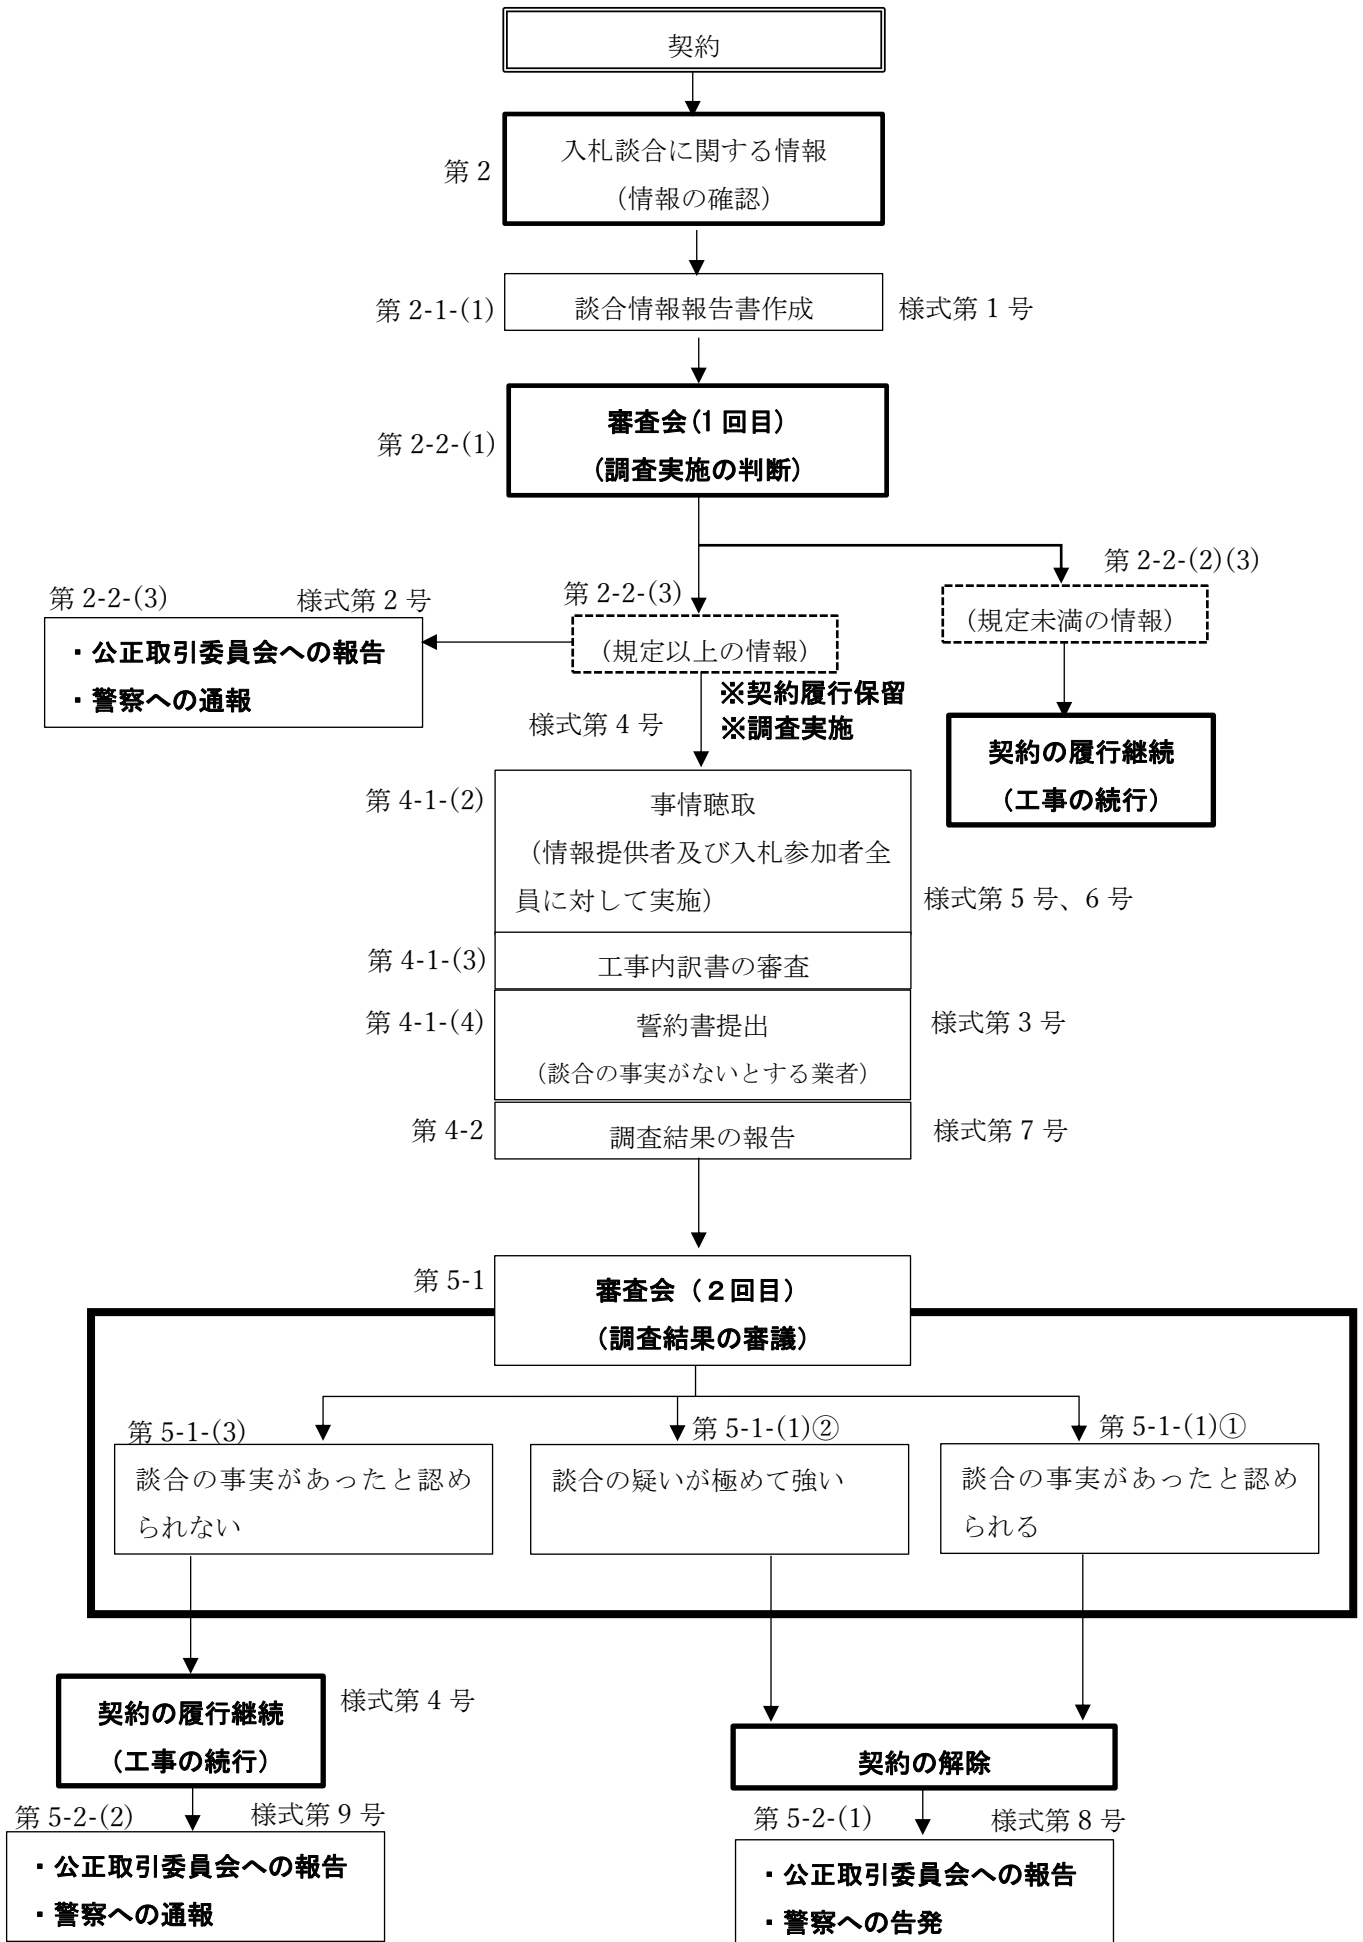 契約
第 2
入札談合に関する情報
（情報の確認）
第 2-1-(1)
談合情報報告書作成
様式第 1 号
第 2-2-(1)
審査会(1 回目)
(調査実施の判断)
第 2-2-(2)(3)
第 2-2-(3)
様式第 2 号
第 2-2-(3)
(規定未満の情報)
・公正取引委員会への報告
・警察への通報
(規定以上の情報)
※契約履行保留
※調査実施
様式第 4 号
契約の履行継続
（工事の続行）
第 4-1-(2)
事情聴取
（情報提供者及び入札参加者全
員に対して実施）
様式第 5 号、6 号
第 4-1-(3)
工事内訳書の審査
第 4-1-(4)
誓約書提出
（談合の事実がないとする業者）
様式第 3 号
第 4-2
調査結果の報告
様式第 7 号
第 5-1
審査会（２回目）
（調査結果の審議）
第 5-1-(3)
第 5-1-(1)②
第 5-1-(1)①
談合の事実があったと認め
られない
談合の疑いが極めて強い
談合の事実があったと認め
られる
契約の履行継続
（工事の続行）
様式第 4 号
契約の解除
第 5-2-(2)
様式第 9 号
第 5-2-(1)
様式第 8 号
・公正取引委員会への報告
・警察への通報
・公正取引委員会への報告
・警察への告発